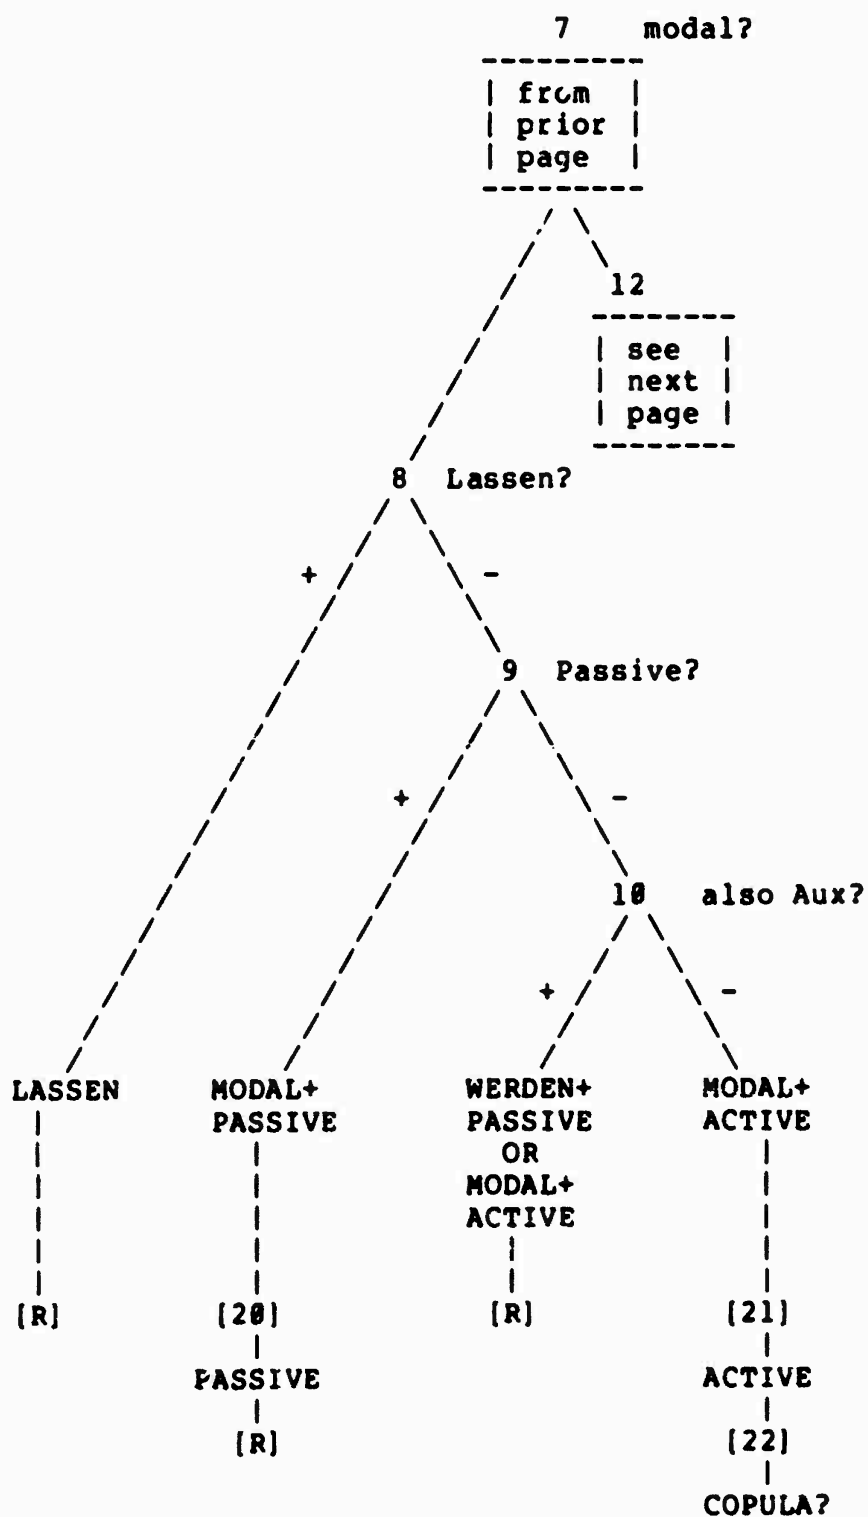 7 modal?
from
prior
page
12
see
next
page
8 Lassen?
+ -
9 Passive?
+ -
10 also Aux?
+ -
LASSEN MODAL+ WERDEN+ MODAL+
PASSIVE PASSIVE ACTIVE
OR
MODAL+
ACTIVE
[R] [20] [R] [21]
PASSIVE ACTIVE
[R] [22]
COPULA?